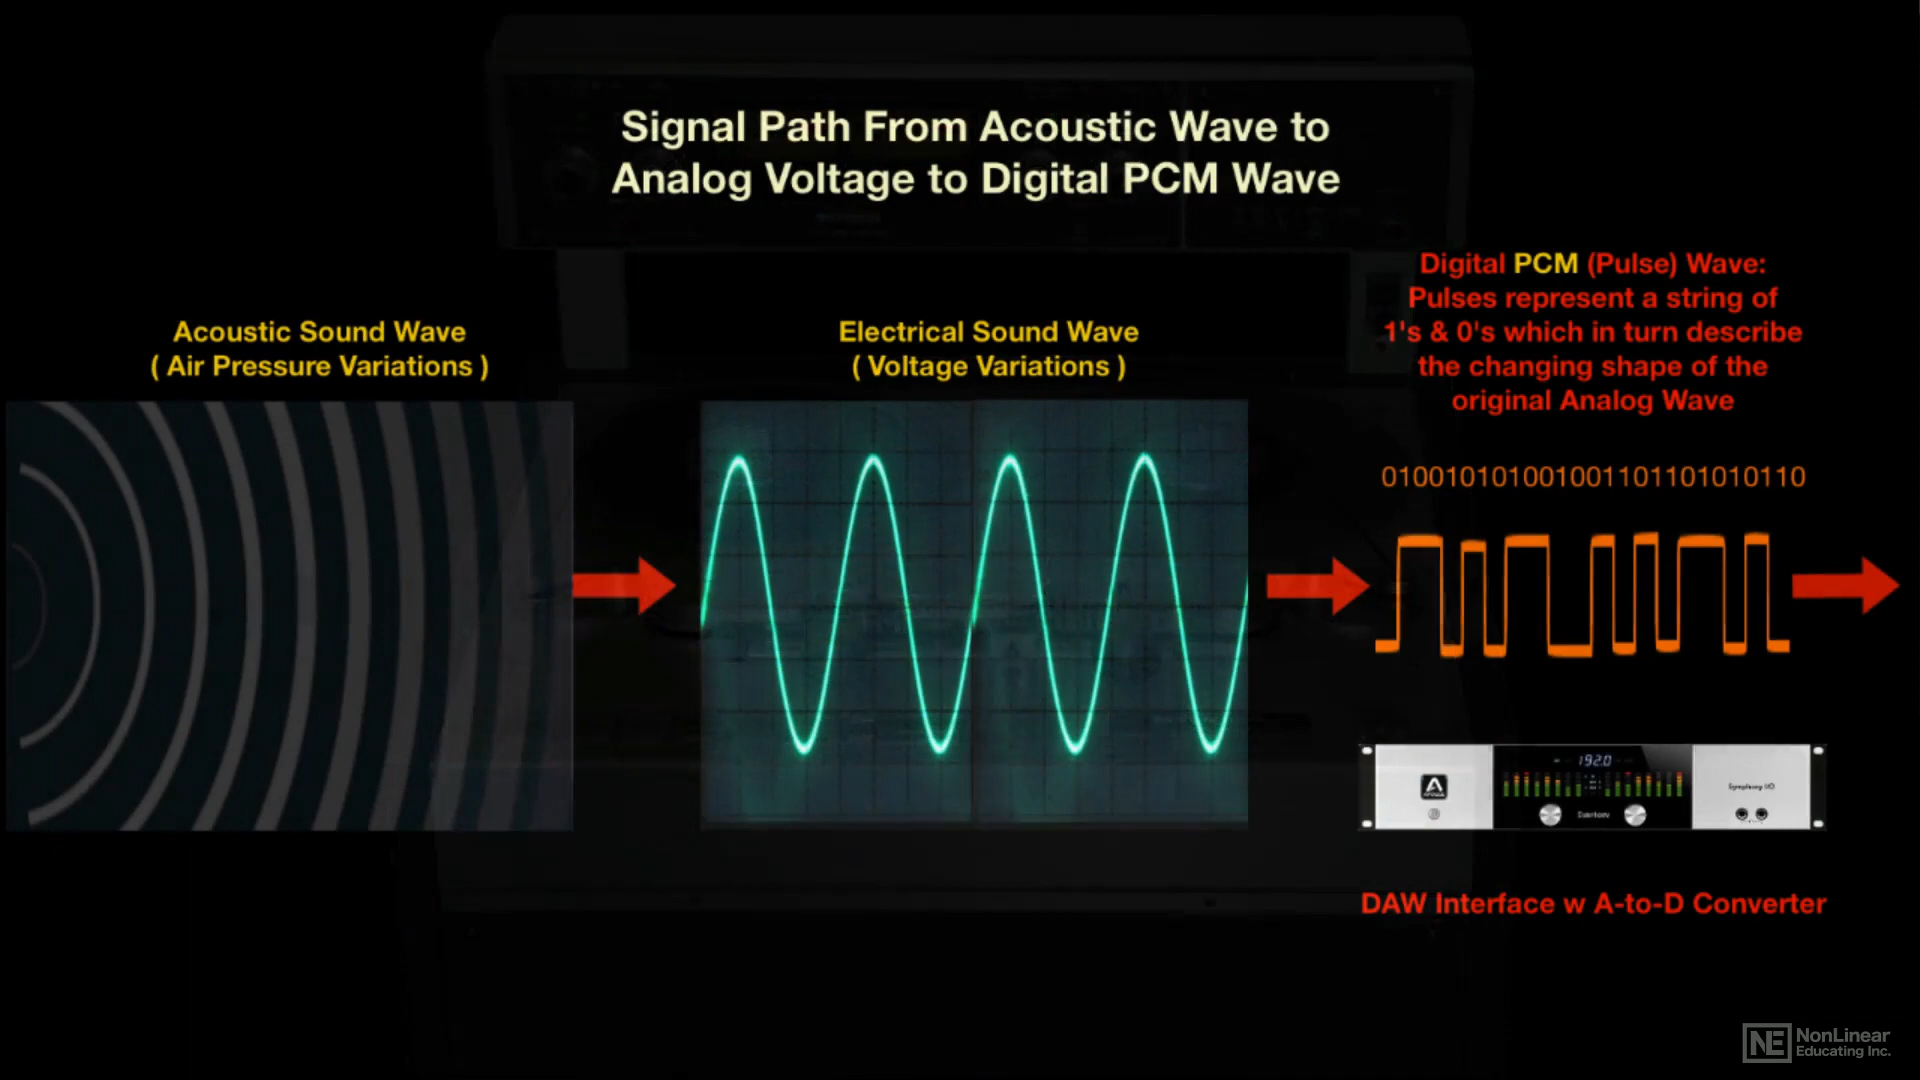 Signal Path From Acoustic Wave to
Analog Voltage to Digital PCM Wave
Acoustic Sound Wave
( Air Pressure Variations )
Electrical Sound Wave
( Voltage Variations )
Digital PCM (Pulse) Wave:
Pulses represent a string of
1's & 0's which in turn describe
the changing shape of the
original Analog Wave
01001010100100110110101010110
192.0
Symphony I/O
DAW Interface w A-to-D Converter
NE NonLinear
Educating Inc.